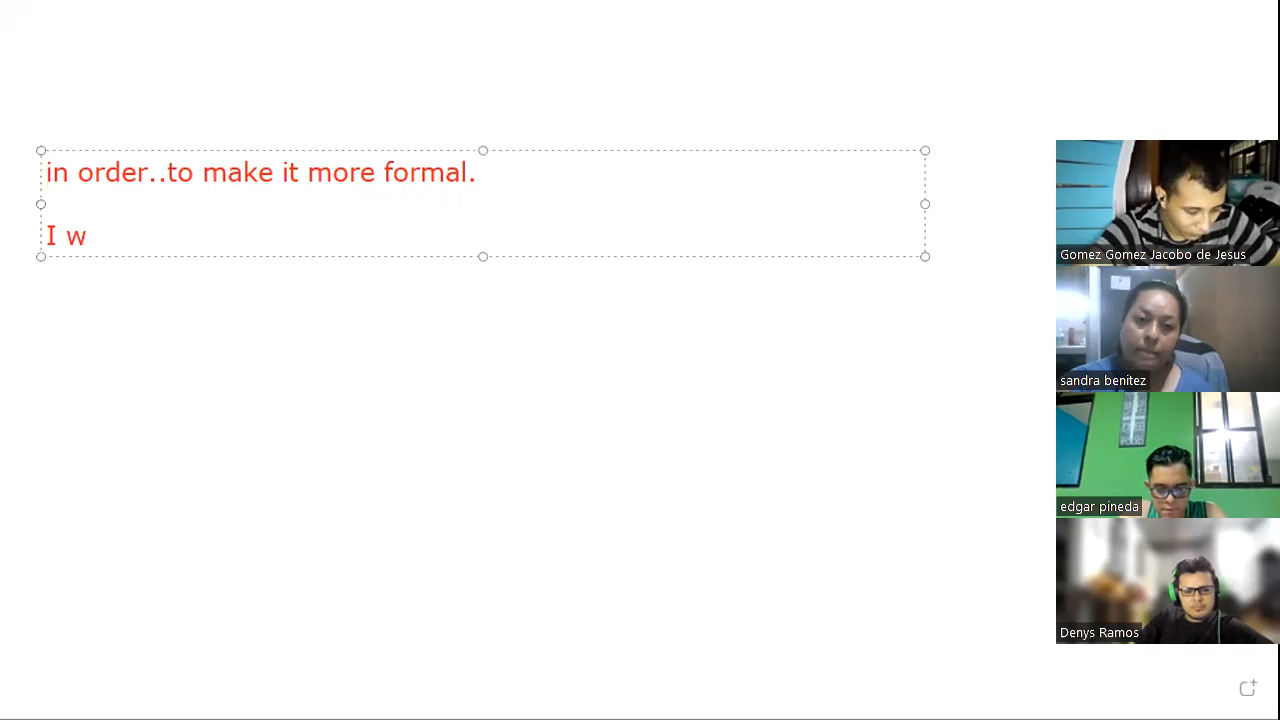 in order..to make it more formal.
I w
Gomez Gomez Jacobo de Jesus
sandra benitez
edgar pineda
Denys Ramos